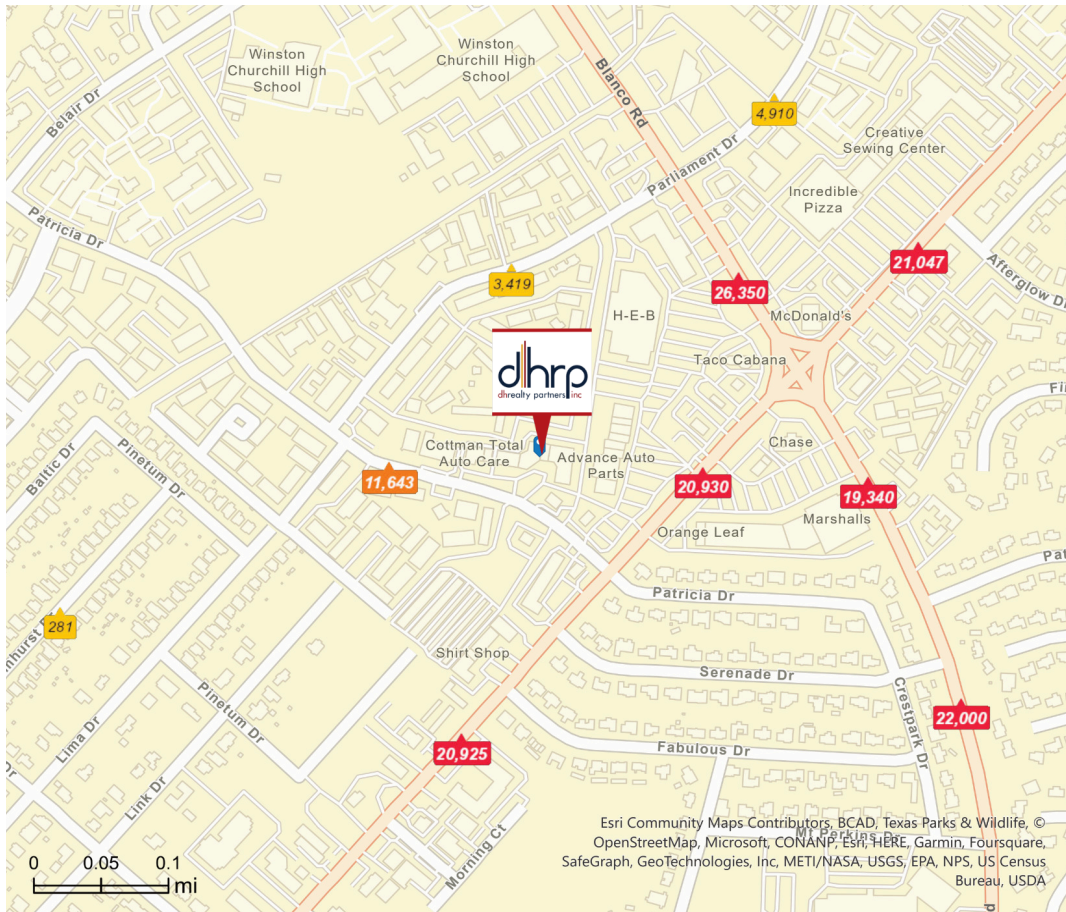 Winston
Churchill High
School
Winston
Churchill High
School
Belair Dr
Blanco Rd
4,910
Creative
Sewing Center
Parliament Dr
Incredible
Pizza
Patricia Dr
21,047
Afterglow Dr
3,419
26,350
H-E-B
McDonald's
dhrp
dhrealty partners inc
Taco Cabana
Baltic Dr
Pinetum Dr
Cottman Total
Auto Care
Advance Auto
Parts
Chase
11,643
20,930
19,340
Orange Leaf
Marshalls
Patricia Dr
281
Shirt Shop
Serenade Dr
Crestpark Dr
Pinetum Dr
Lima Dr
22,000
20,925
Fabulous Dr
Link Dr
Dr
Morning Ct
Mt Perkins Dr
Esri Community Maps Contributors, BCAD, Texas Parks & Wildlife, ©
OpenStreetMap, Microsoft, CONANP, Esri, HERE, Garmin, Foursquare,
SafeGraph, GeoTechnologies, Inc, METI/NASA, USGS, EPA, NPS, US Census
Bureau, USDA
0 0.05 0.1
mi